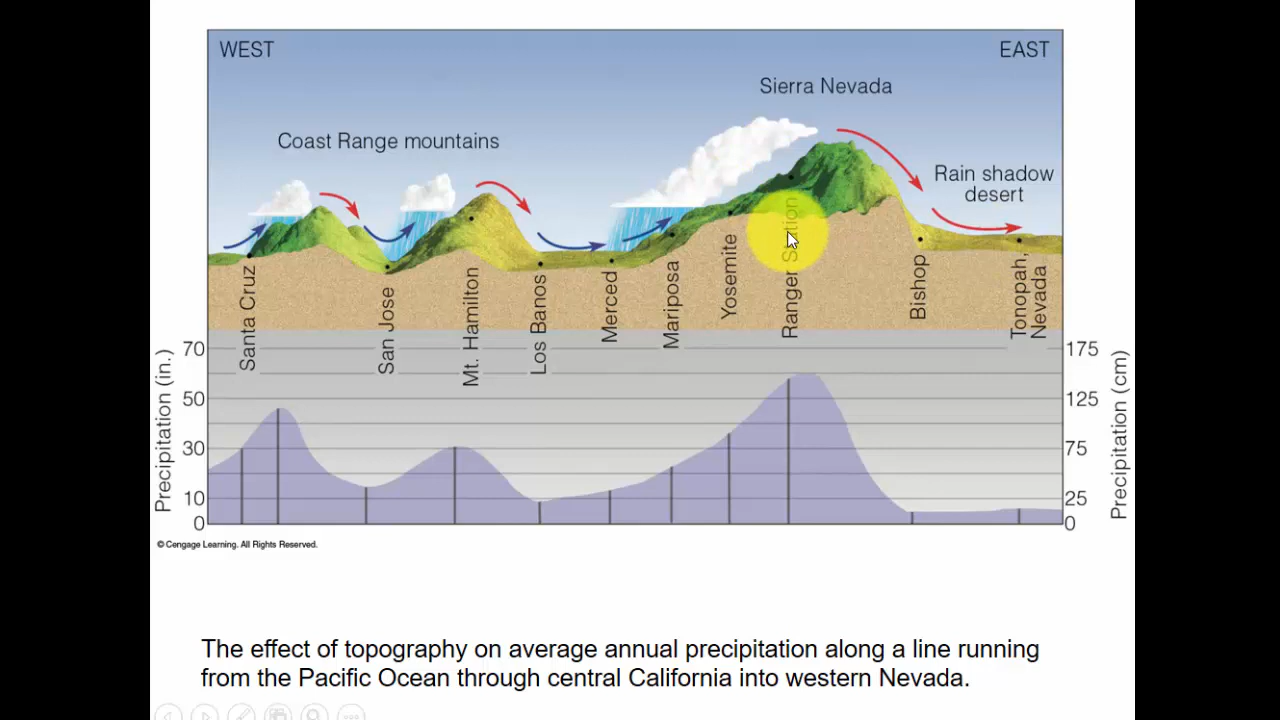 WEST
EAST
Sierra Nevada
Coast Range mountains
Rain shadow
desert
Santa Cruz
San Jose
Mt. Hamilton
Los Banos
Merced
Mariposa
Yosemite
Ranger Station
Bishop
Tonopah,
Nevada
Precipitation (in.)
70
50
30
10
0
175
125
75
25
0
Precipitation (cm)
© Cengage Learning. All Rights Reserved.
The effect of topography on average annual precipitation along a line running
from the Pacific Ocean through central California into western Nevada.